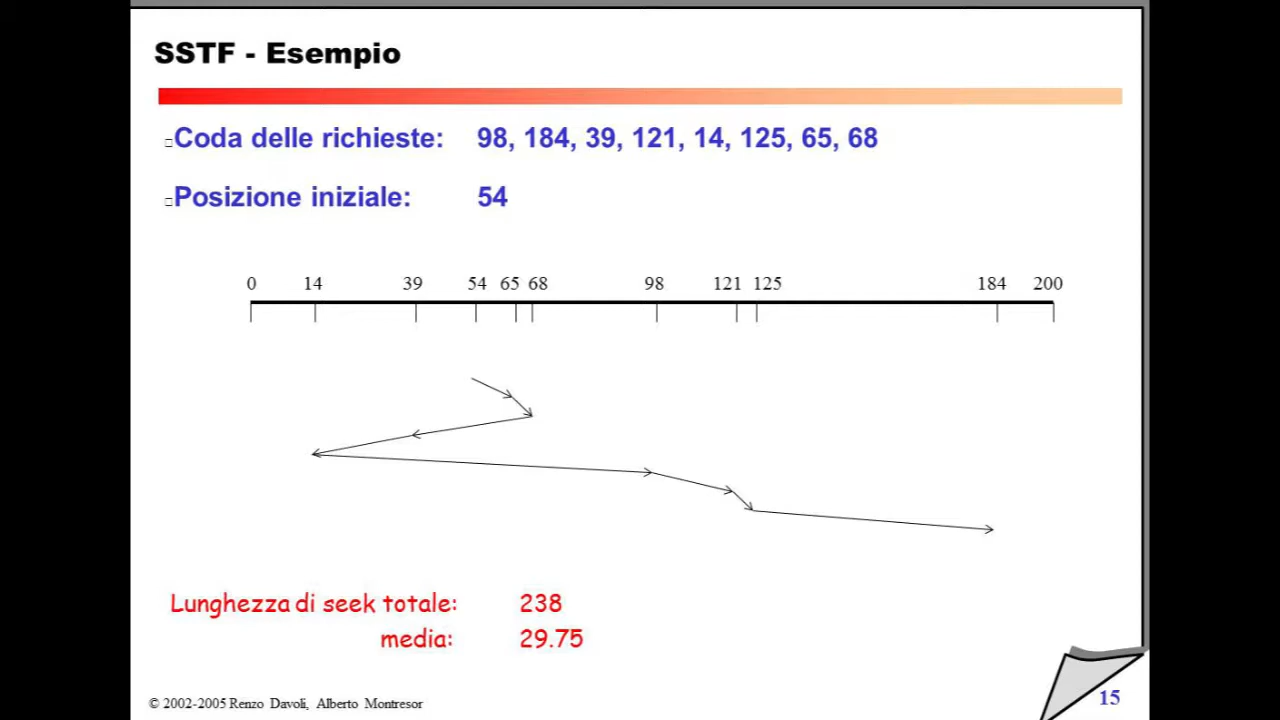 SSTF - Esempio
Coda delle richieste: 98, 184, 39, 121, 14, 125, 65, 68
Posizione iniziale: 54
0 14 39 54 65 68 98 121 125 184 200
Lunghezza di seek totale: 238
media: 29.75
© 2002-2005 Renzo Davoli, Alberto Montresor
15